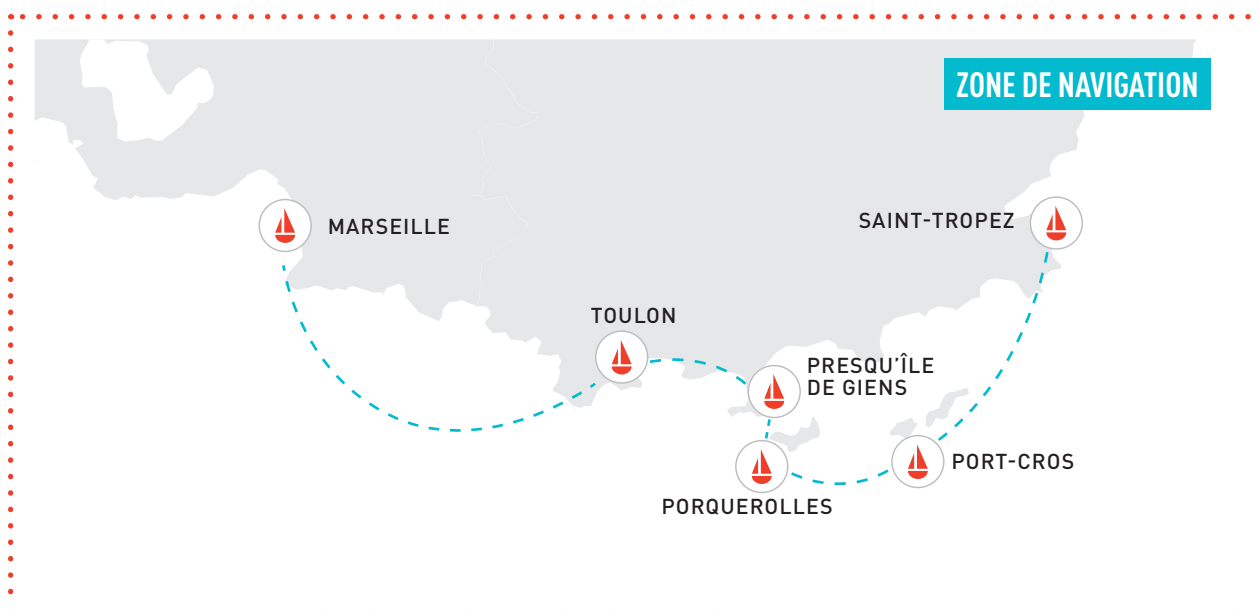 ZONE DE NAVIGATION
MARSEILLE
SAINT-TROPEZ
TOULON
PRESQU'ÎLE
DE GIENS
PORT-CROS
PORQUEROLLES